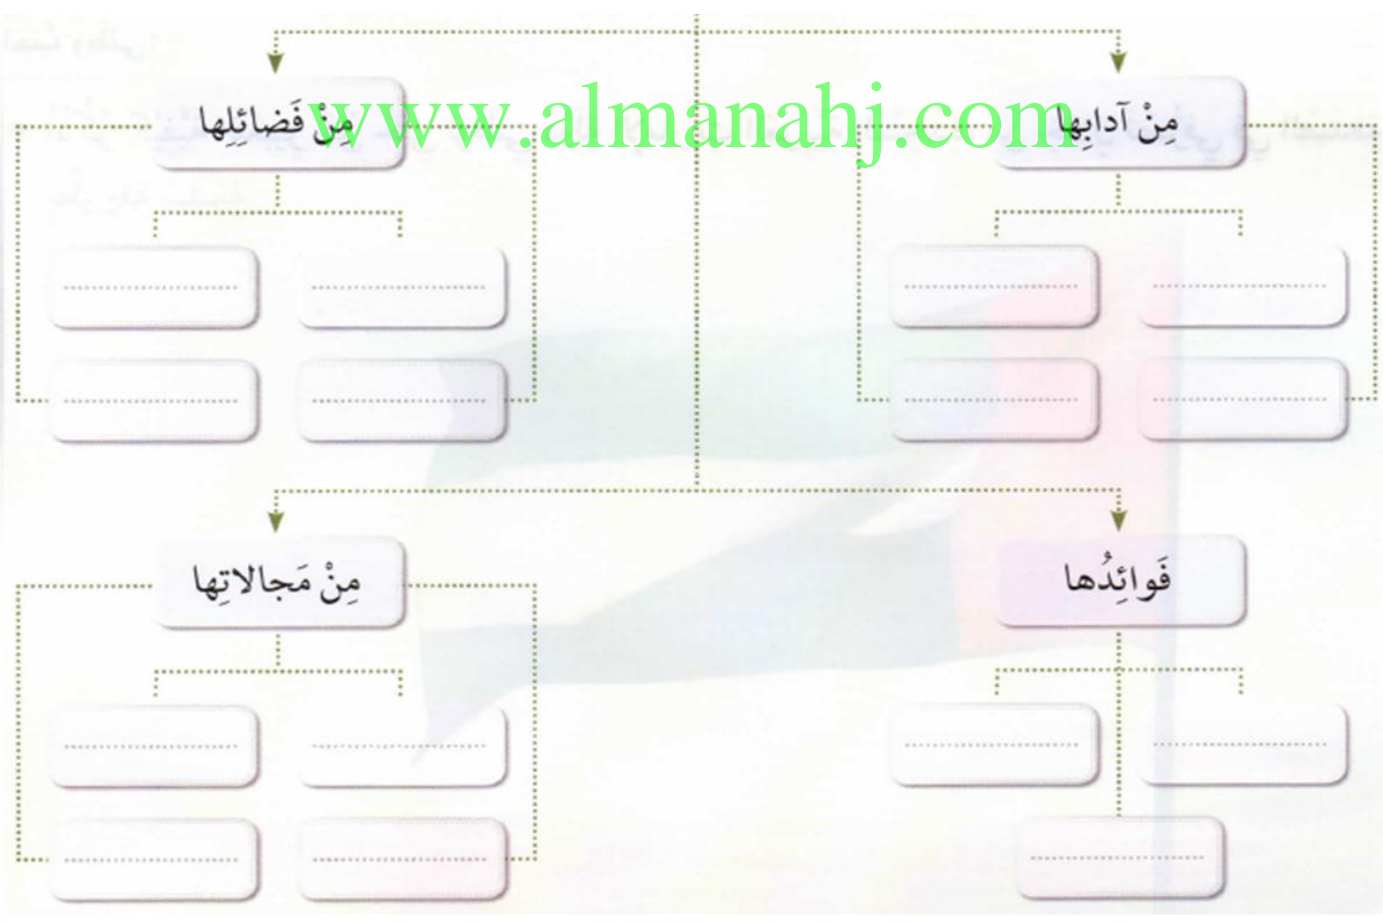 www.almanahj.com
مِنْ آدابِها
مِنْ فَضائِلِها
فَوائِدُها
مِنْ مَجالاتِها